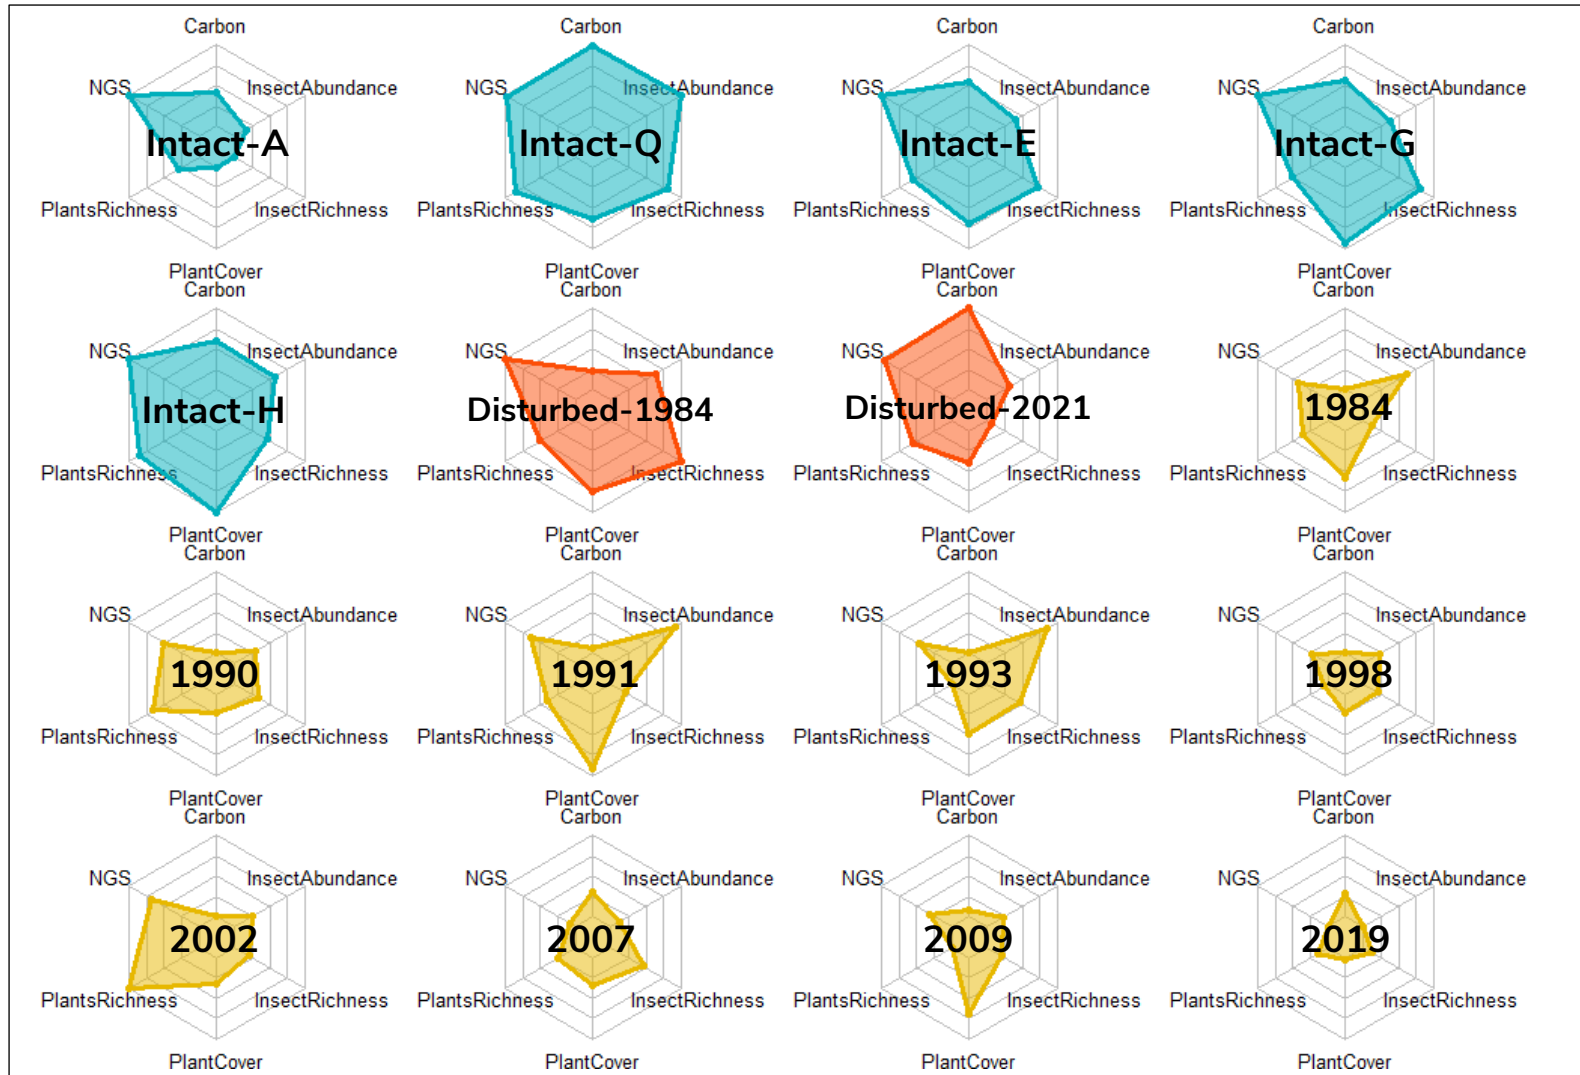 Carbon
NGS
InsectAbundance
Intact-A
PlantsRichness
InsectRichness
PlantCover
Carbon
NGS
InsectAbundance
Intact-Q
PlantsRichness
InsectRichness
PlantCover
Carbon
NGS
InsectAbundance
Intact-E
PlantsRichness
InsectRichness
PlantCover
Carbon
NGS
InsectAbundance
Intact-G
PlantsRichness
InsectRichness
PlantCover
Carbon
NGS
InsectAbundance
Intact-H
PlantsRichness
InsectRichness
PlantCover
Carbon
NGS
InsectAbundance
Disturbed-1984
PlantsRichness
InsectRichness
PlantCover
Carbon
NGS
InsectAbundance
Disturbed-2021
PlantsRichness
InsectRichness
PlantCover
Carbon
NGS
InsectAbundance
1984
PlantsRichness
InsectRichness
PlantCover
Carbon
NGS
InsectAbundance
1990
PlantsRichness
InsectRichness
PlantCover
Carbon
NGS
InsectAbundance
1991
PlantsRichness
InsectRichness
PlantCover
Carbon
NGS
InsectAbundance
1993
PlantsRichness
InsectRichness
PlantCover
Carbon
NGS
InsectAbundance
1998
PlantsRichness
InsectRichness
PlantCover
Carbon
NGS
InsectAbundance
2002
PlantsRichness
InsectRichness
PlantCover
Carbon
NGS
InsectAbundance
2007
PlantsRichness
InsectRichness
PlantCover
Carbon
NGS
InsectAbundance
2009
PlantsRichness
InsectRichness
PlantCover
Carbon
NGS
InsectAbundance
2019
PlantsRichness
InsectRichness
PlantCover